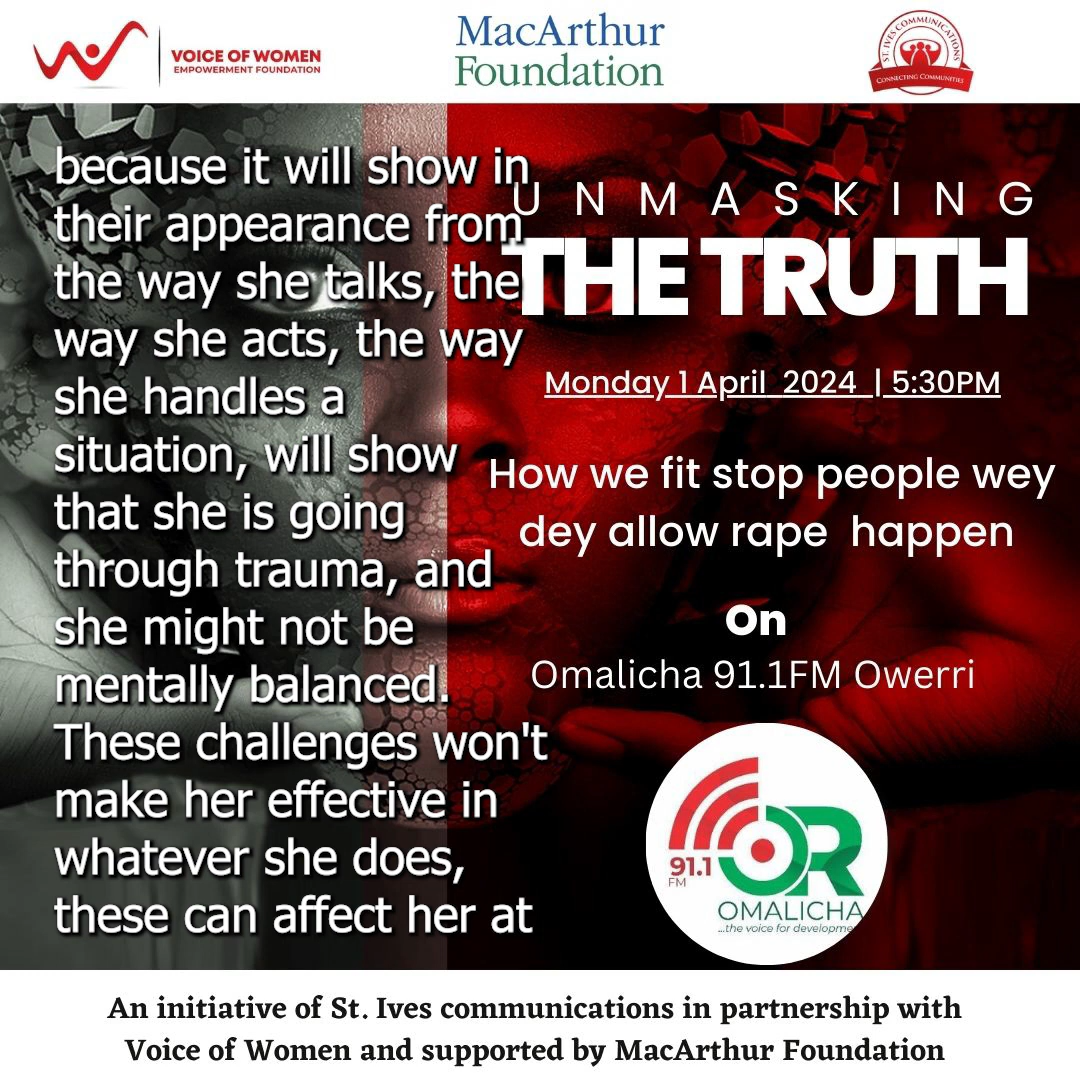 VOICE OF WOMEN
EMPOWERMENT FOUNDATION
MacArthur
Foundation
ST. IVES COMMUNICATIONS
CONNECTING COMMUNITIES
because it will show in
their appearance from
the way she talks, the
way she acts, the way
she handles a
situation, will show
that she is going
through trauma, and
she might not be
mentally balanced.
These challenges won't
make her effective in
whatever she does,
these can affect her at
UNMASKING
THE TRUTH
Monday 1 April 2024 | 5:30PM
How we fit stop people wey
dey allow rape happen
On
Omalicha 91.1FM Owerri
91.1
FM
OR
OMALICHA
...the voice for
An initiative of St. Ives communications in partnership with
Voice of Women and supported by MacArthur Foundation